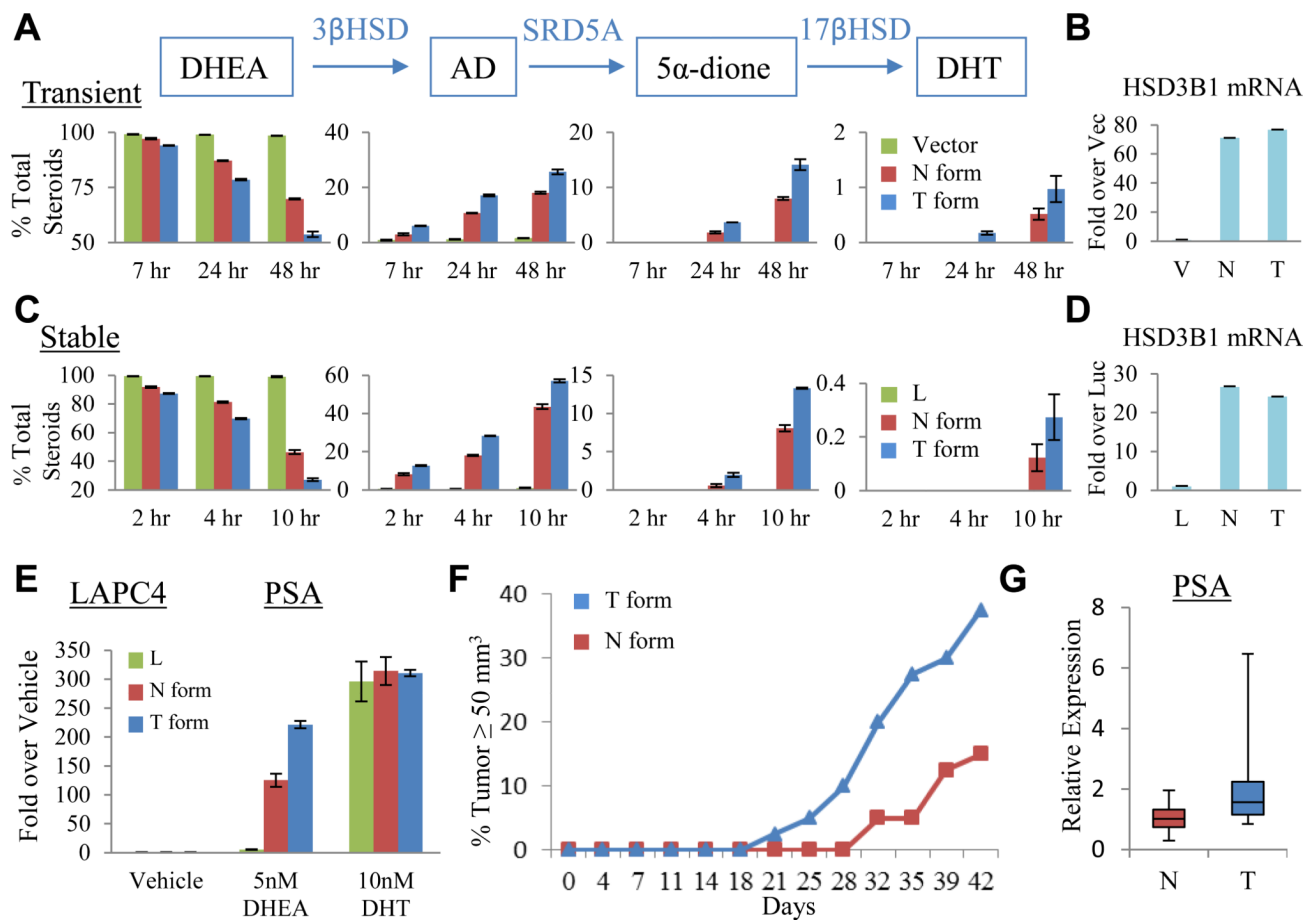 A
3βHSD
SRD5A
17βHSD
B
DHEA
AD
5α-dione
DHT
HSD3B1 mRNA
Transient
% Total
Steroids
100
75
50
7 hr
24 hr
48 hr
40
20
0
7 hr
24 hr
48 hr
20
10
0
7 hr
24 hr
48 hr
2
1
0
Vector
N form
T form
7 hr
24 hr
48 hr
Fold over Vec
80
60
40
20
0
V
N
T
C
Stable
% Total
Steroids
100
80
60
40
20
2 hr
4 hr
10 hr
60
40
20
0
2 hr
4 hr
10 hr
15
10
5
0
2 hr
4 hr
10 hr
0.4
0.2
0
L
N form
T form
2 hr
4 hr
10 hr
D
HSD3B1 mRNA
Fold over Luc
30
20
10
0
L
N
T
E
LAPC4
PSA
Fold over Vehicle
350
300
250
200
150
100
50
0
L
N form
T form
Vehicle
5nM
DHEA
10nM
DHT
F
T form
N form
% Tumor ≥ 50 mm³
40
30
20
10
0
0
4
7
11
14
18
21
25
28
32
35
39
42
Days
G
PSA
Relative Expression
8
6
4
2
0
N
T